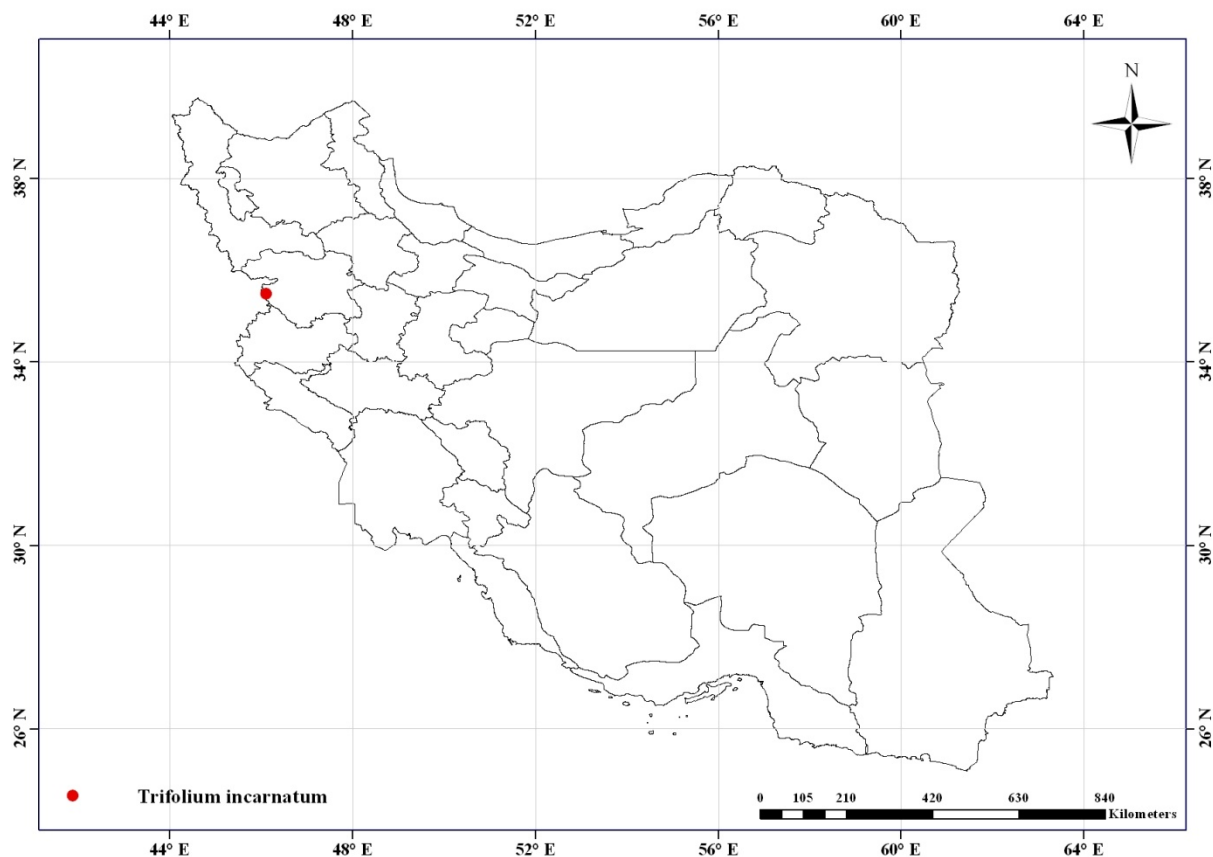 44° E 48° E 52° E 56° E 60° E 64° E
N
38° N 38° N
34° N 34° N
30° N 30° N
26° N 26° N
Trifolium incarnatum
0 105 210 420 630 840
Kilometers
44° E 48° E 52° E 56° E 60° E 64° E